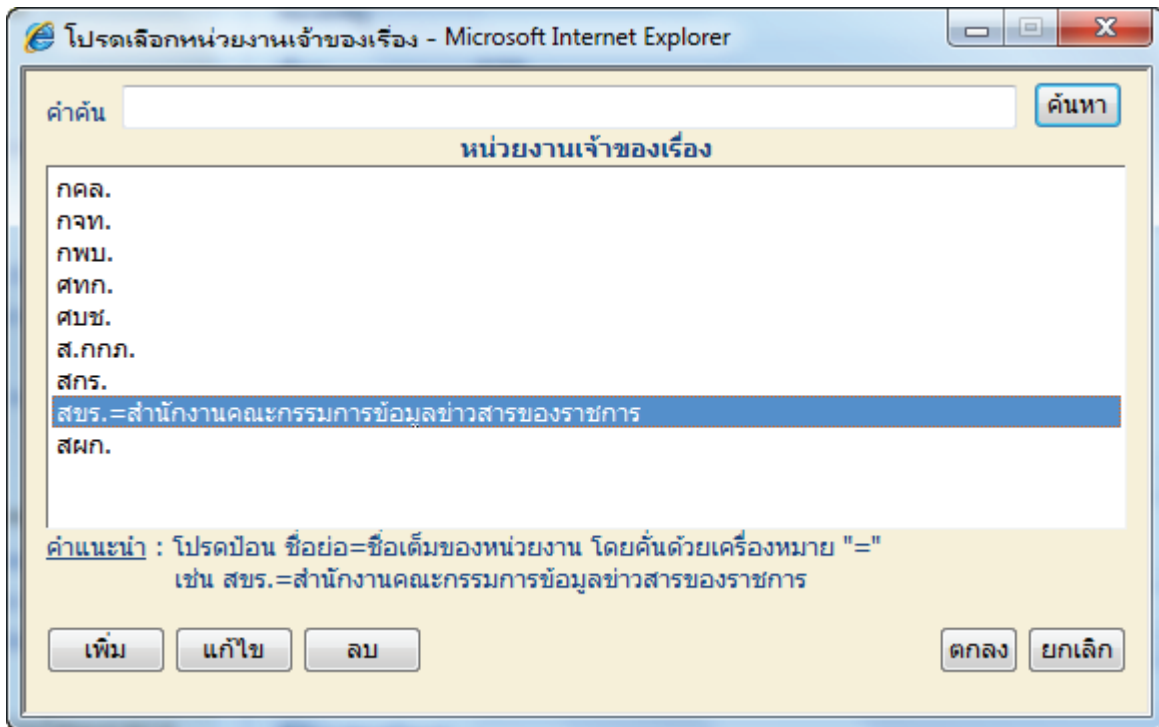 โปรดเลือกหน่วยงานเจ้าของเรื่อง - Microsoft Internet Explorer
คำค้น ค้นหา
หน่วยงานเจ้าของเรื่อง
กคล.
กจท.
กพบ.
ศทก.
ศบช.
ส.กกภ.
สกร.
สขร.=สำนักงานคณะกรรมการข้อมูลข่าวสารของราชการ
สผก.
คำแนะนำ : โปรดป้อน ชื่อย่อ=ชื่อเต็มของหน่วยงาน โดยคั่นด้วยเครื่องหมาย "="
เช่น สขร.=สำนักงานคณะกรรมการข้อมูลข่าวสารของราชการ
เพิ่ม แก้ไข ลบ ตกลง ยกเลิก